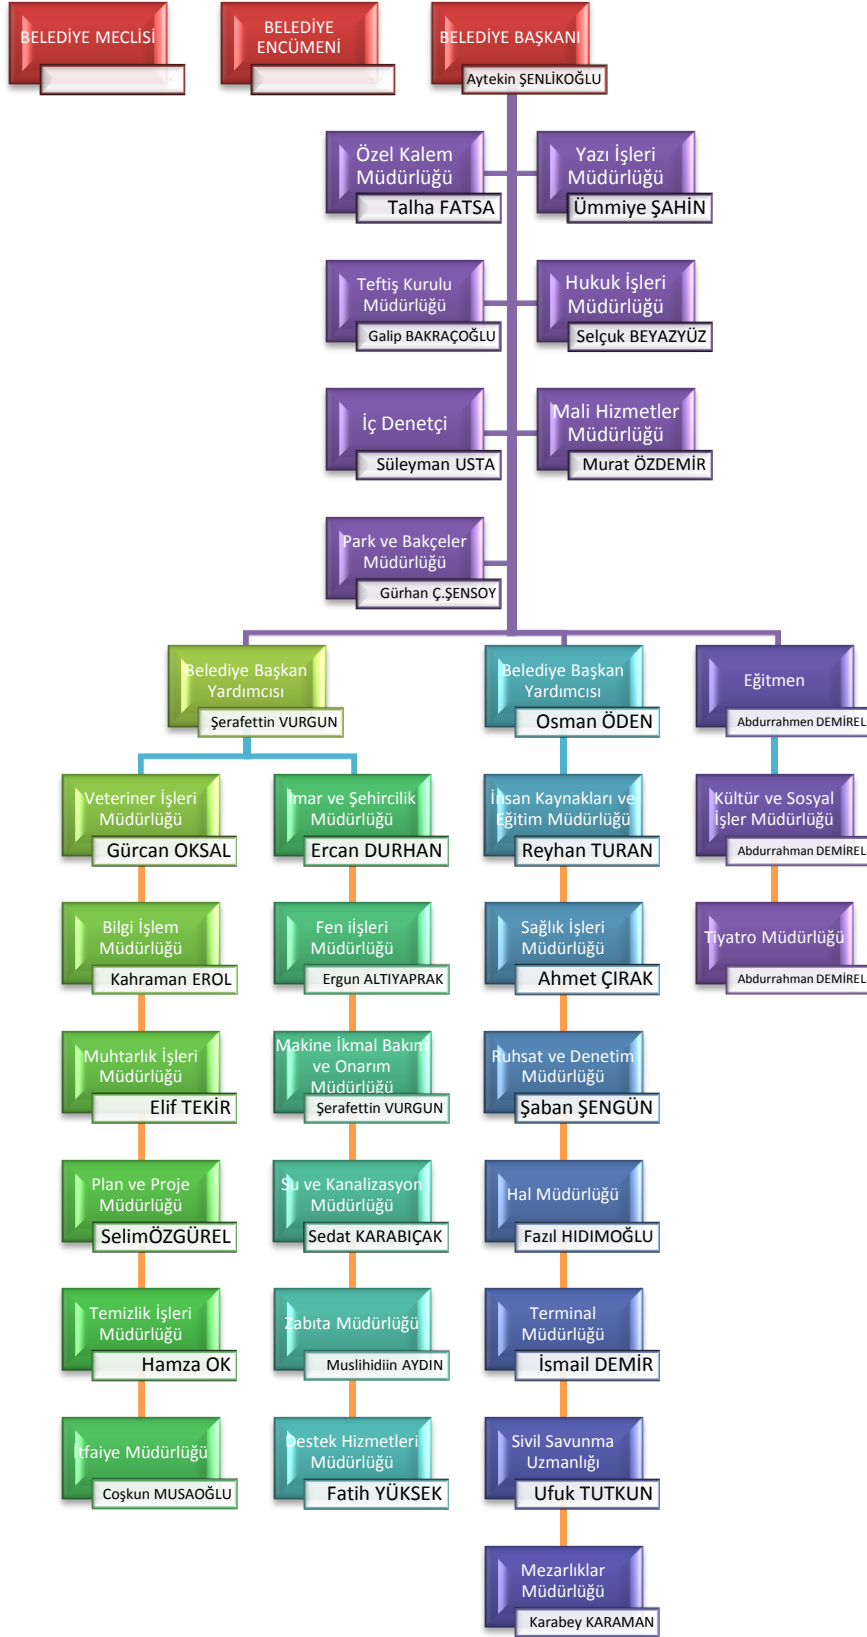 BELEDİYE MECLİSİ
BELEDİYE
ENCÜMENİ
BELEDİYE BAŞKANI
Aytekin ŞENLİKOĞLU
Özel Kalem
Müdürlüğü
Talha FATSA
Yazı İşleri
Müdürlüğü
Ümmiye ŞAHİN
Teftiş Kurulu
Müdürlüğü
Galip BAKRAÇOĞLU
Hukuk İşleri
Müdürlüğü
Selçuk BEYAZYÜZ
İç Denetçi
Süleyman USTA
Mali Hizmetler
Müdürlüğü
Murat ÖZDEMİR
Park ve Bakçeler
Müdürlüğü
Gürhan Ç.ŞENSOY
Belediye Başkan
Yardımcısı
Şerafettin VURGUN
Belediye Başkan
Yardımcısı
Osman ÖDEN
Eğitmen
Abdurrahmen DEMİREL
Veteriner İşleri
Müdürlüğü
Gürcan OKSAL
İmar ve Şehircilik
Müdürlüğü
Ercan DURHAN
İnsan Kaynakları ve
Eğitim Müdürlüğü
Reyhan TURAN
Kültür ve Sosyal
İşler Müdürlüğü
Abdurrahman DEMİREL
Bilgi İşlem
Müdürlüğü
Kahraman EROL
Fen iİşleri
Müdürlüğü
Ergun ALTIYAPRAK
Sağlık İşleri
Müdürlüğü
Ahmet ÇIRAK
Tiyatro Müdürlüğü
Abdurrahman DEMİREL
Muhtarlık İşleri
Müdürlüğü
Elif TEKİR
Makine İkmal Bakım
ve Onarım
Müdürlüğü
Şerafettin VURGUN
Ruhsat ve Denetim
Müdürlüğü
Şaban ŞENGÜN
Plan ve Proje
Müdürlüğü
SelimÖZGÜREL
Su ve Kanalizasyon
Müdürlüğü
Sedat KARABIÇAK
Hal Müdürlüğü
Fazıl HIDIMOĞLU
Temizlik İşleri
Müdürlüğü
Hamza OK
Zabıta Müdürlüğü
Muslihidiin AYDIN
Terminal
Müdürlüğü
İsmail DEMİR
İtfaiye Müdürlüğü
Coşkun MUSAOĞLU
Destek Hizmetleri
Müdürlüğü
Fatih YÜKSEK
Sivil Savunma
Uzmanlığı
Ufuk TUTKUN
Mezarlıklar
Müdürlüğü
Karabey KARAMAN